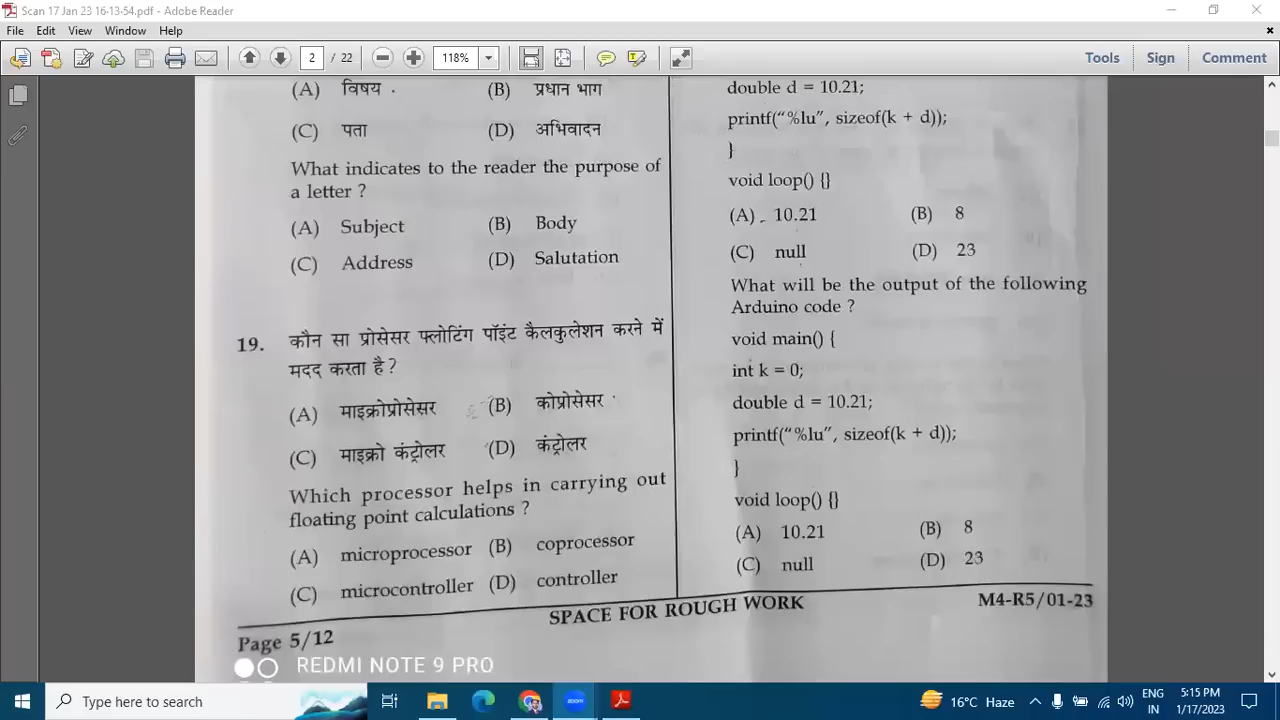 Scan 17 Jan 23 16-13-54.pdf - Adobe Reader
File Edit View Window Help
2 / 22
118%
Tools Sign Comment
(A) विषय . (B) प्रधान भाग
(C) पता (D) अभिवादन
What indicates to the reader the purpose of
a letter ?
(A) Subject (B) Body
(C) Address (D) Salutation
19. कौन सा प्रोसेसर फ्लोटिंग पॉइंट कैलकुलेशन करने में
मदद करता है?
(A) माइक्रोप्रोसेसर (B) कोप्रोसेसर
(C) माइक्रो कंट्रोलर (D) कंट्रोलर
Which processor helps in carrying out
floating point calculations ?
(A) microprocessor (B) coprocessor
(C) microcontroller (D) controller
double d = 10.21;
printf("%lu", sizeof(k + d));
}
void loop() {}
(A) 10.21 (B) 8
(C) null (D) 23
What will be the output of the following
Arduino code ?
void main() {
int k = 0;
double d = 10.21;
printf("%lu", sizeof(k + d));
}
void loop() {}
(A) 10.21 (B) 8
(C) null (D) 23
Page 5/12 SPACE FOR ROUGH WORK M4-R5/01-23
REDMI NOTE 9 PRO
Type here to search
16°C Haze
ENG
IN
5:15 PM
1/17/2023